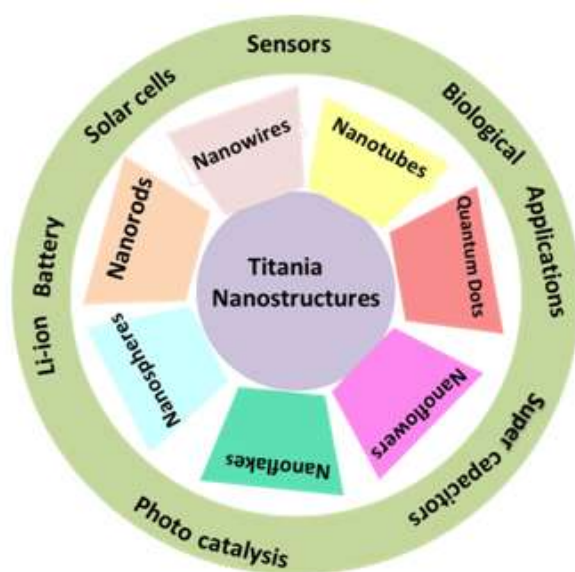 Sensors
Biological
Applications
Super capacitors
Photo catalysis
Li-ion Battery
Solar cells
Nanowires
Nanotubes
Quantum Dots
Nanoflowers
Nanoflakes
Nanospheres
Nanorods
Titania
Nanostructures